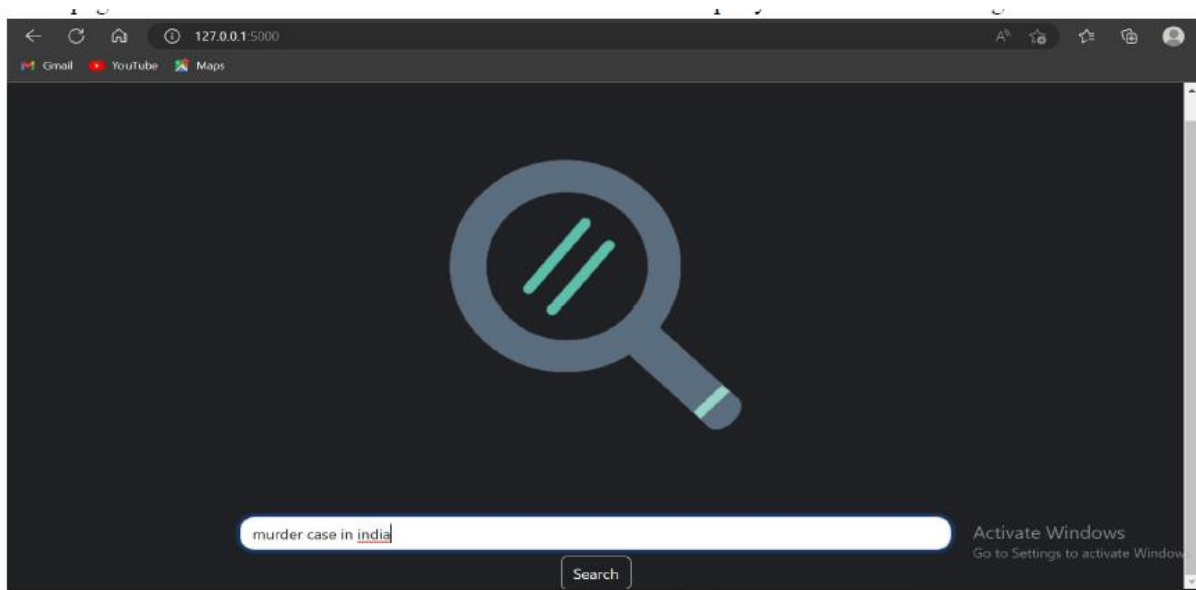 127.0.0.1:5000
Gmail YouTube Maps
murder case in india
Activate Windows
Go to Settings to activate Window
Search